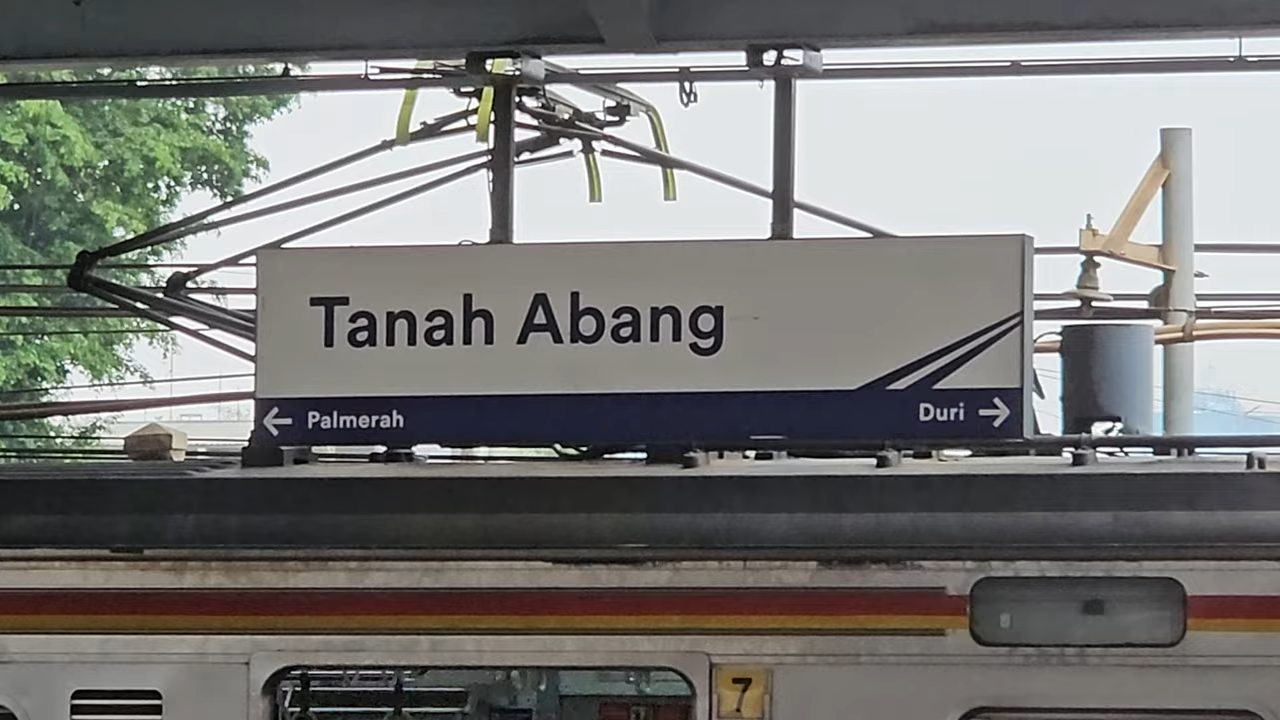 Tanah Abang
← Palmerah
Duri →
7